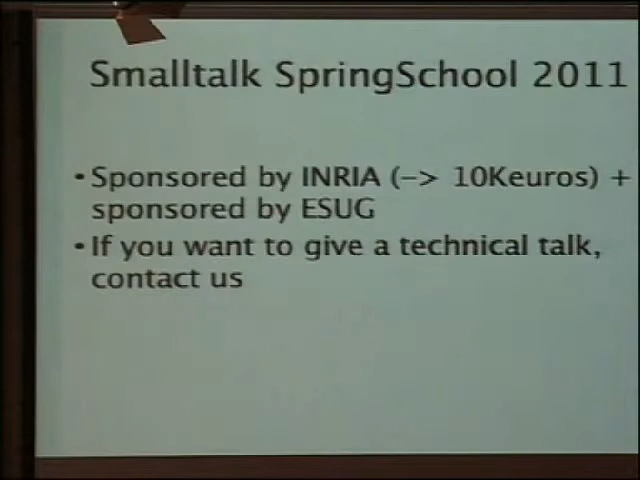 Smalltalk SpringSchool 2011
• Sponsored by INRIA (-> 10Keuros) +
sponsored by ESUG
• If you want to give a technical talk,
contact us